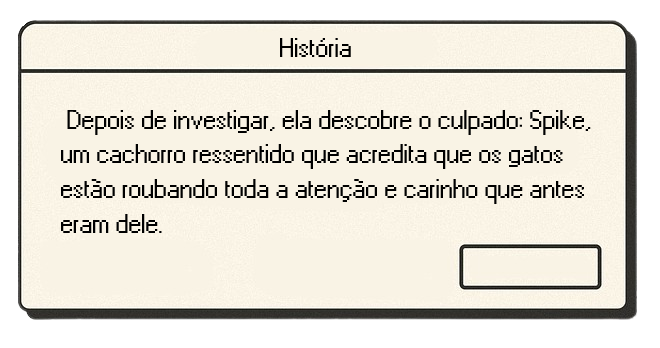 História
Depois de investigar, ela descobre o culpado: Spike,
um cachorro ressentido que acredita que os gatos
estão roubando toda a atenção e carinho que antes
eram dele.